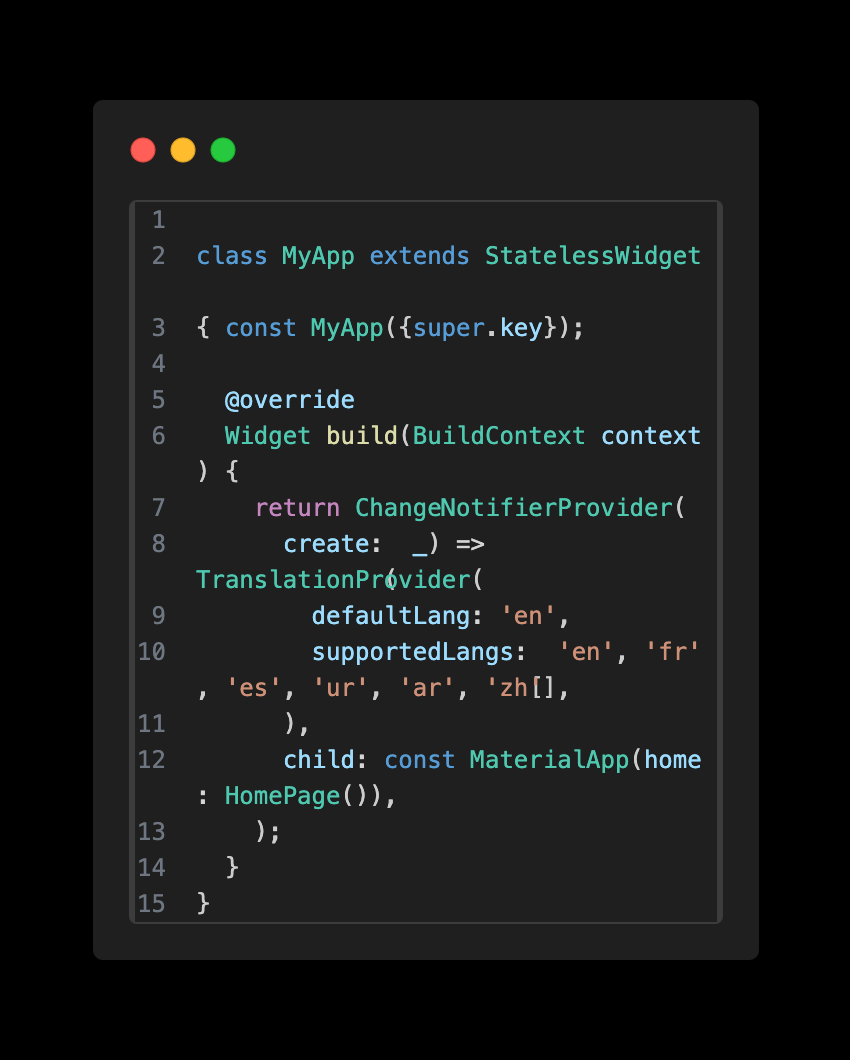 1
2 class MyApp extends StatelessWidget
3 { const MyApp({super.key});
4
5 @override
6 Widget build(BuildContext context
) {
7 return ChangeNotifierProvider(
8 create: _) =>
TranslationProvider(
9 defaultLang: 'en',
10 supportedLangs: 'en', 'fr'
, 'es', 'ur', 'ar', 'zh'[],
11 ),
12 child: const MaterialApp(home
: HomePage()),
13 );
14 }
15 }